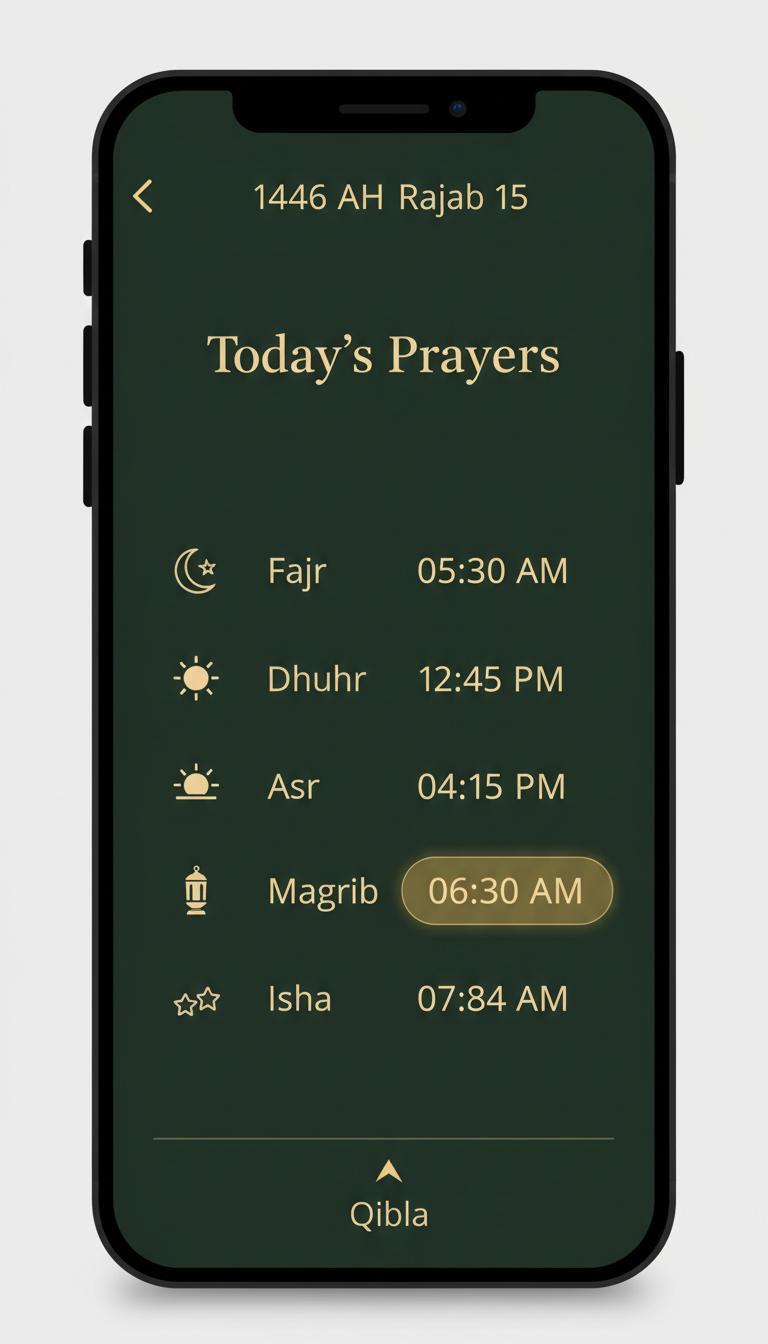 1446 AH Rajab 15
Today’s Prayers
Fajr 05:30 AM
Dhuhr 12:45 PM
Asr 04:15 PM
Magrib 06:30 AM
Isha 07:84 AM
Qibla